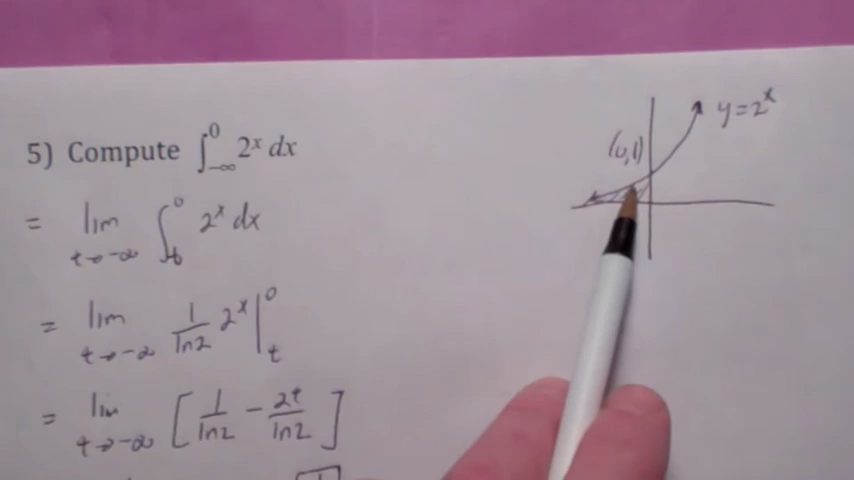 5) Compute ∫_{-∞}^{0} 2^x dx
= lim_{t→-∞} ∫_t^0 2^x dx
= lim_{t→-∞} 1/ln2 2^x |_t^0
= lim_{t→-∞} [1/ln2 - 2^t/ln2]
y=2^x
(0,1)